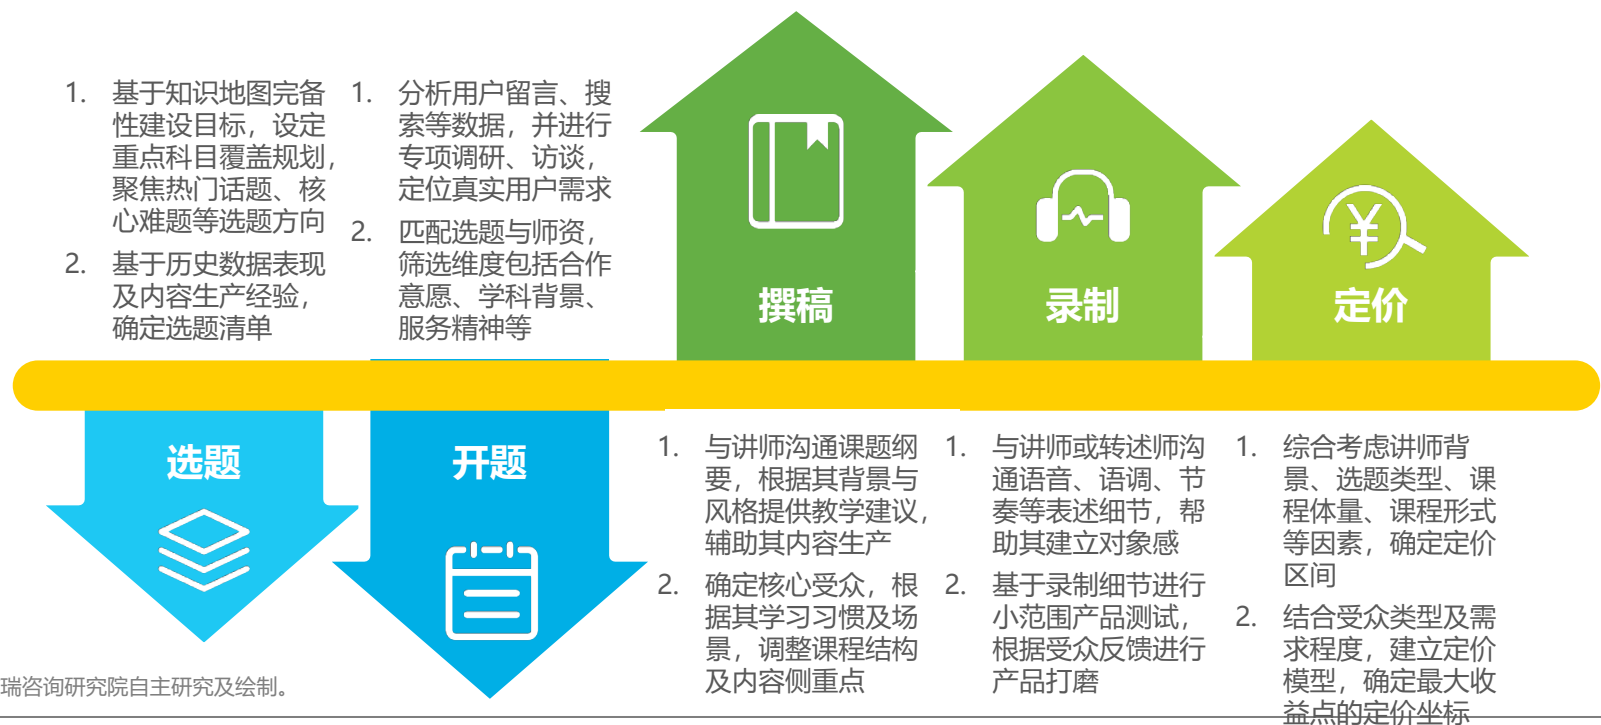 1. 基于知识地图完备
性建设目标，设定
重点科目覆盖规划，
聚焦热门话题、核
心难题等选题方向
2. 基于历史数据表现
及内容生产经验，
确定选题清单
1. 分析用户留言、搜
索等数据，并进行
专项调研、访谈，
定位真实用户需求
2. 匹配选题与师资，
筛选维度包括合作
意愿、学科背景、
服务精神等
撰稿
录制
定价
选题
开题
1. 与讲师沟通课题纲
要，根据其背景与
风格提供教学建议，
辅助其内容生产
2. 确定核心受众，根
据其学习习惯及场
景，调整课程结构
及内容侧重点
1. 与讲师或转述师沟
通语音、语调、节
奏等表述细节，帮
助其建立对象感
2. 基于录制细节进行
小范围产品测试，
根据受众反馈进行
产品打磨
1. 综合考虑讲师背
景、选题类型、课
程体量、课程形式
等因素，确定定价
区间
2. 结合受众类型及需
求程度，建立定价
模型，确定最大收
益点的定价坐标
瑞咨询研究院自主研究及绘制。